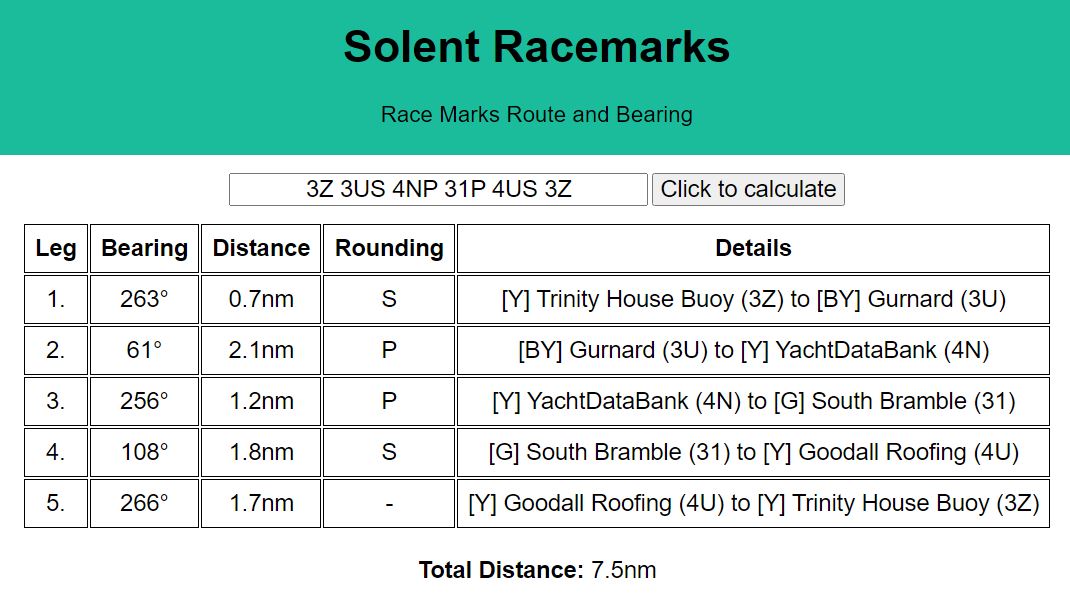 Solent Racemarks
Race Marks Route and Bearing
3Z 3US 4NP 31P 4US 3Z Click to calculate
Leg Bearing Distance Rounding Details
1. 263° 0.7nm S [Y] Trinity House Buoy (3Z) to [BY] Gurnard (3U)
2. 61° 2.1nm P [BY] Gurnard (3U) to [Y] YachtDataBank (4N)
3. 256° 1.2nm P [Y] YachtDataBank (4N) to [G] South Bramble (31)
4. 108° 1.8nm S [G] South Bramble (31) to [Y] Goodall Roofing (4U)
5. 266° 1.7nm - [Y] Goodall Roofing (4U) to [Y] Trinity House Buoy (3Z)
Total Distance: 7.5nm